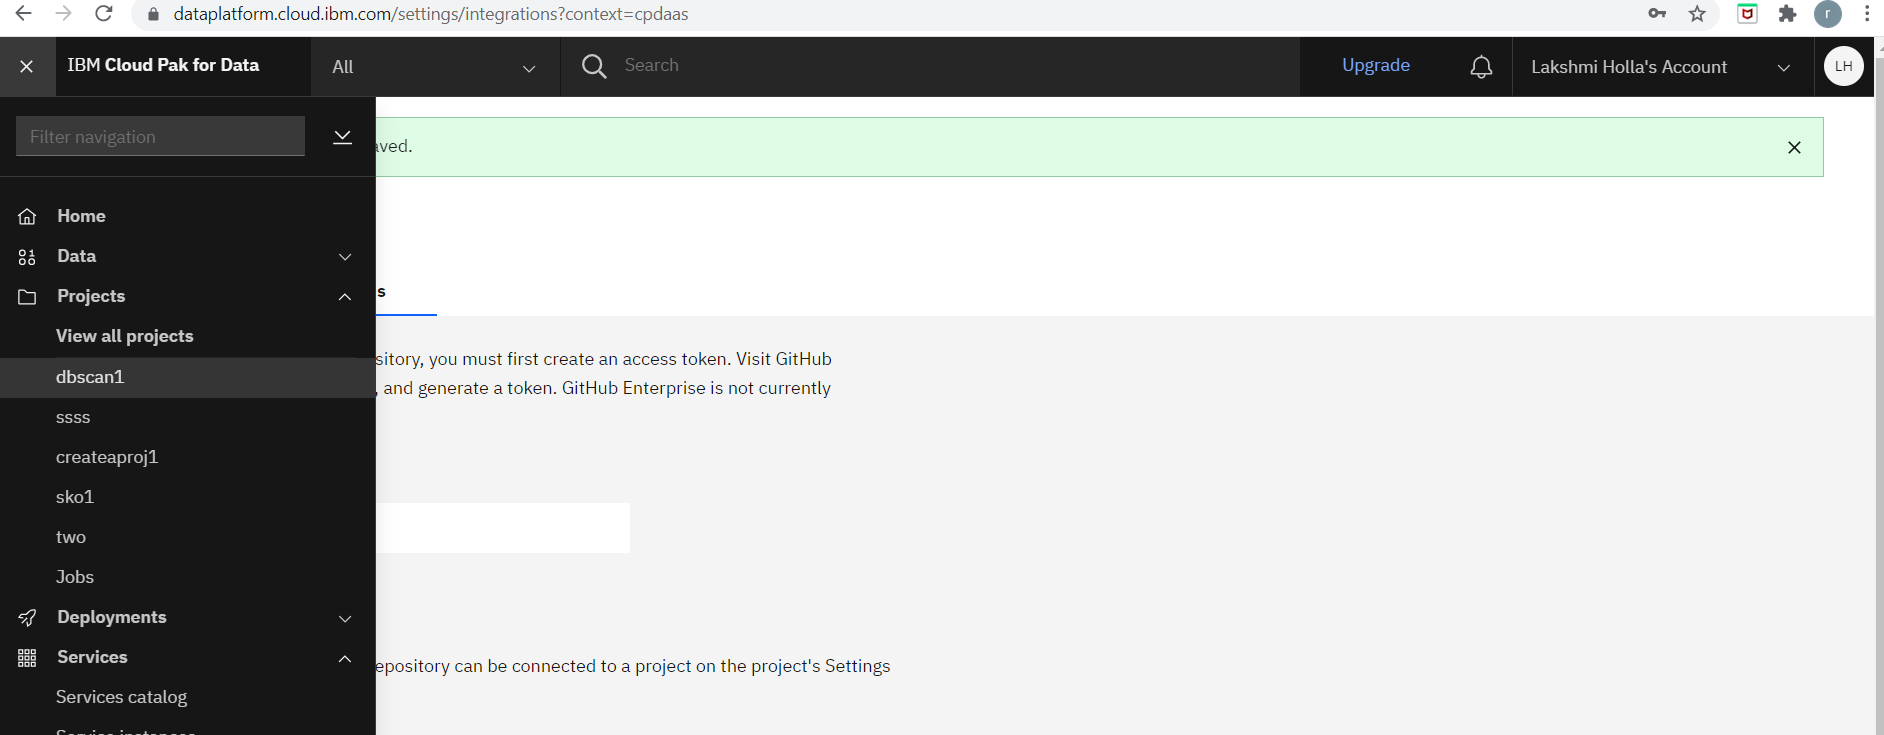 dataplatform.cloud.ibm.com/settings/integrations?context=cpdaas
r
IBM Cloud Pak for Data
All
Search
Upgrade
Lakshmi Holla's Account
LH
Filter navigation
aved.
Home
Data
Projects
s
View all projects
sitory, you must first create an access token. Visit GitHub
dbscan1
, and generate a token. GitHub Enterprise is not currently
ssss
createaproj1
sko1
two
Jobs
Deployments
Services
epository can be connected to a project on the project's Settings
Services catalog
Service instances